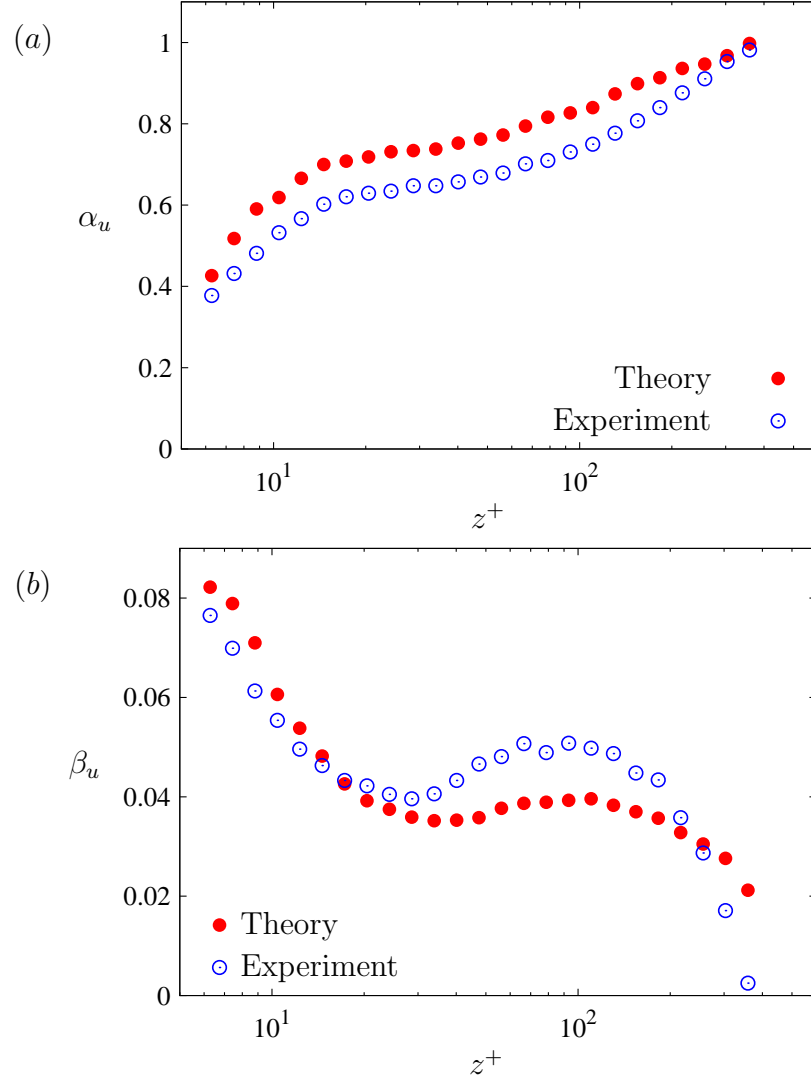 (a)
1
0.8
0.6
0.4
0.2
0
α_u
Theory
Experiment
10^1
10^2
z^+
(b)
0.08
0.06
0.04
0.02
0
β_u
Theory
Experiment
10^1
10^2
z^+